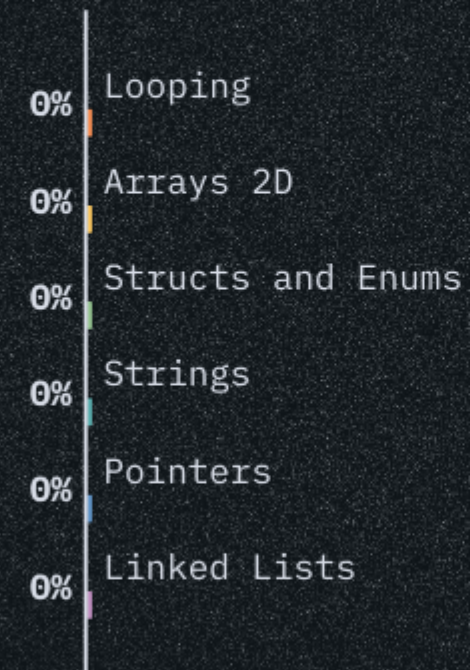 Looping
0%
Arrays 2D
0%
Structs and Enums
0%
Strings
0%
Pointers
0%
Linked Lists
0%